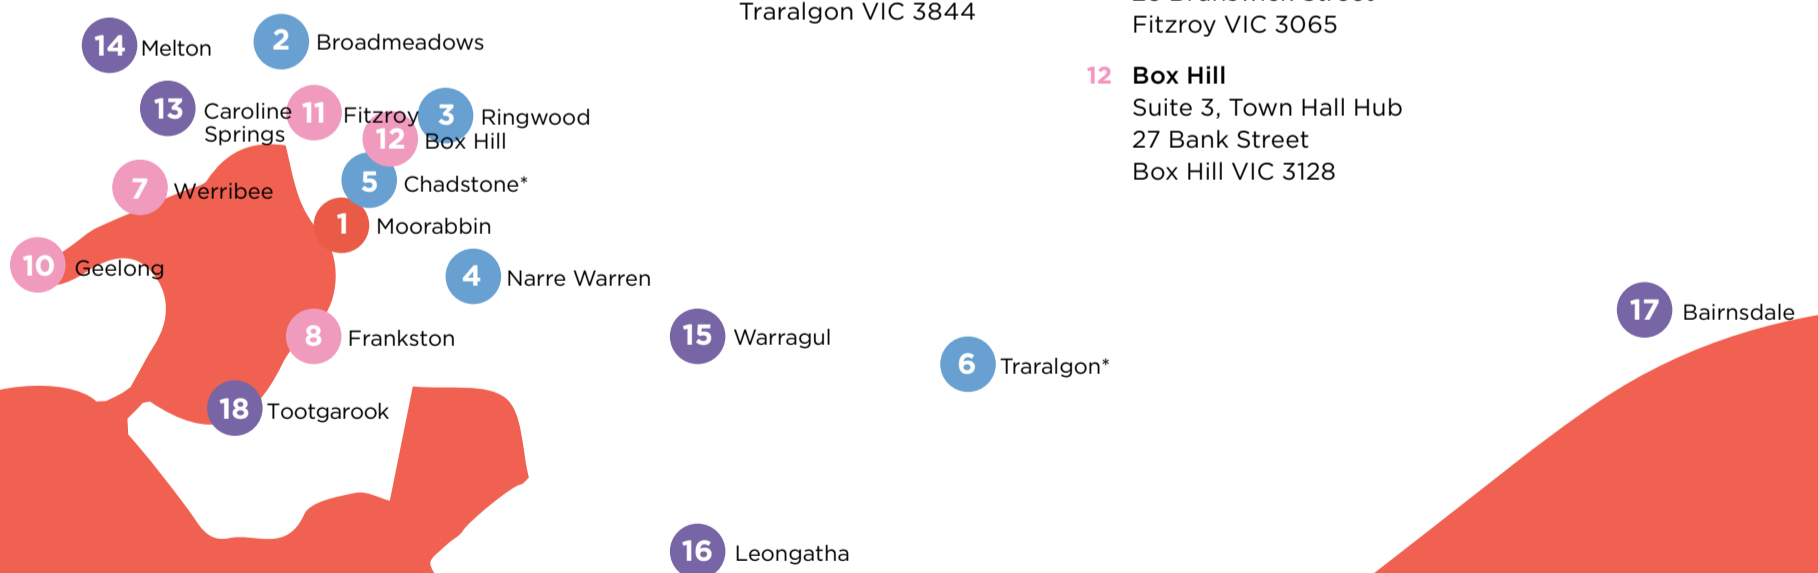 Traralgon VIC 3844
Fitzroy VIC 3065
12 Box Hill
Suite 3, Town Hall Hub
27 Bank Street
Box Hill VIC 3128
14 Melton
2 Broadmeadows
13 Caroline
Springs
11 Fitzroy
3 Ringwood
12 Box Hill
7 Werribee
5 Chadstone*
1 Moorabbin
10 Geelong
4 Narre Warren
8 Frankston
15 Warragul
6 Traralgon*
17 Bairnsdale
18 Tootgarook
16 Leongatha